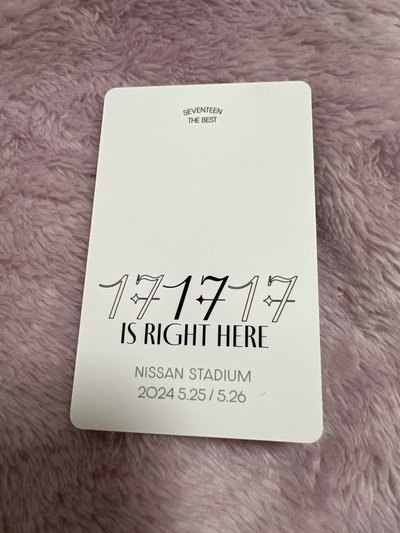 SEVENTEEN
THE BEST
17 17 17
IS RIGHT HERE
NISSAN STADIUM
2024 5.25 / 5.26